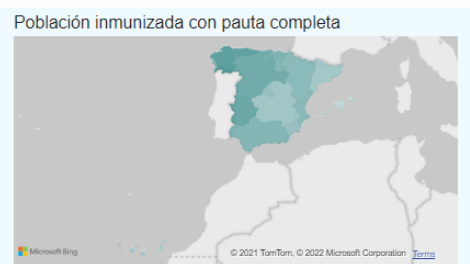 Población inmunizada con pauta completa
Microsoft Bing
© 2021 TomTom, © 2022 Microsoft Corporation Terms